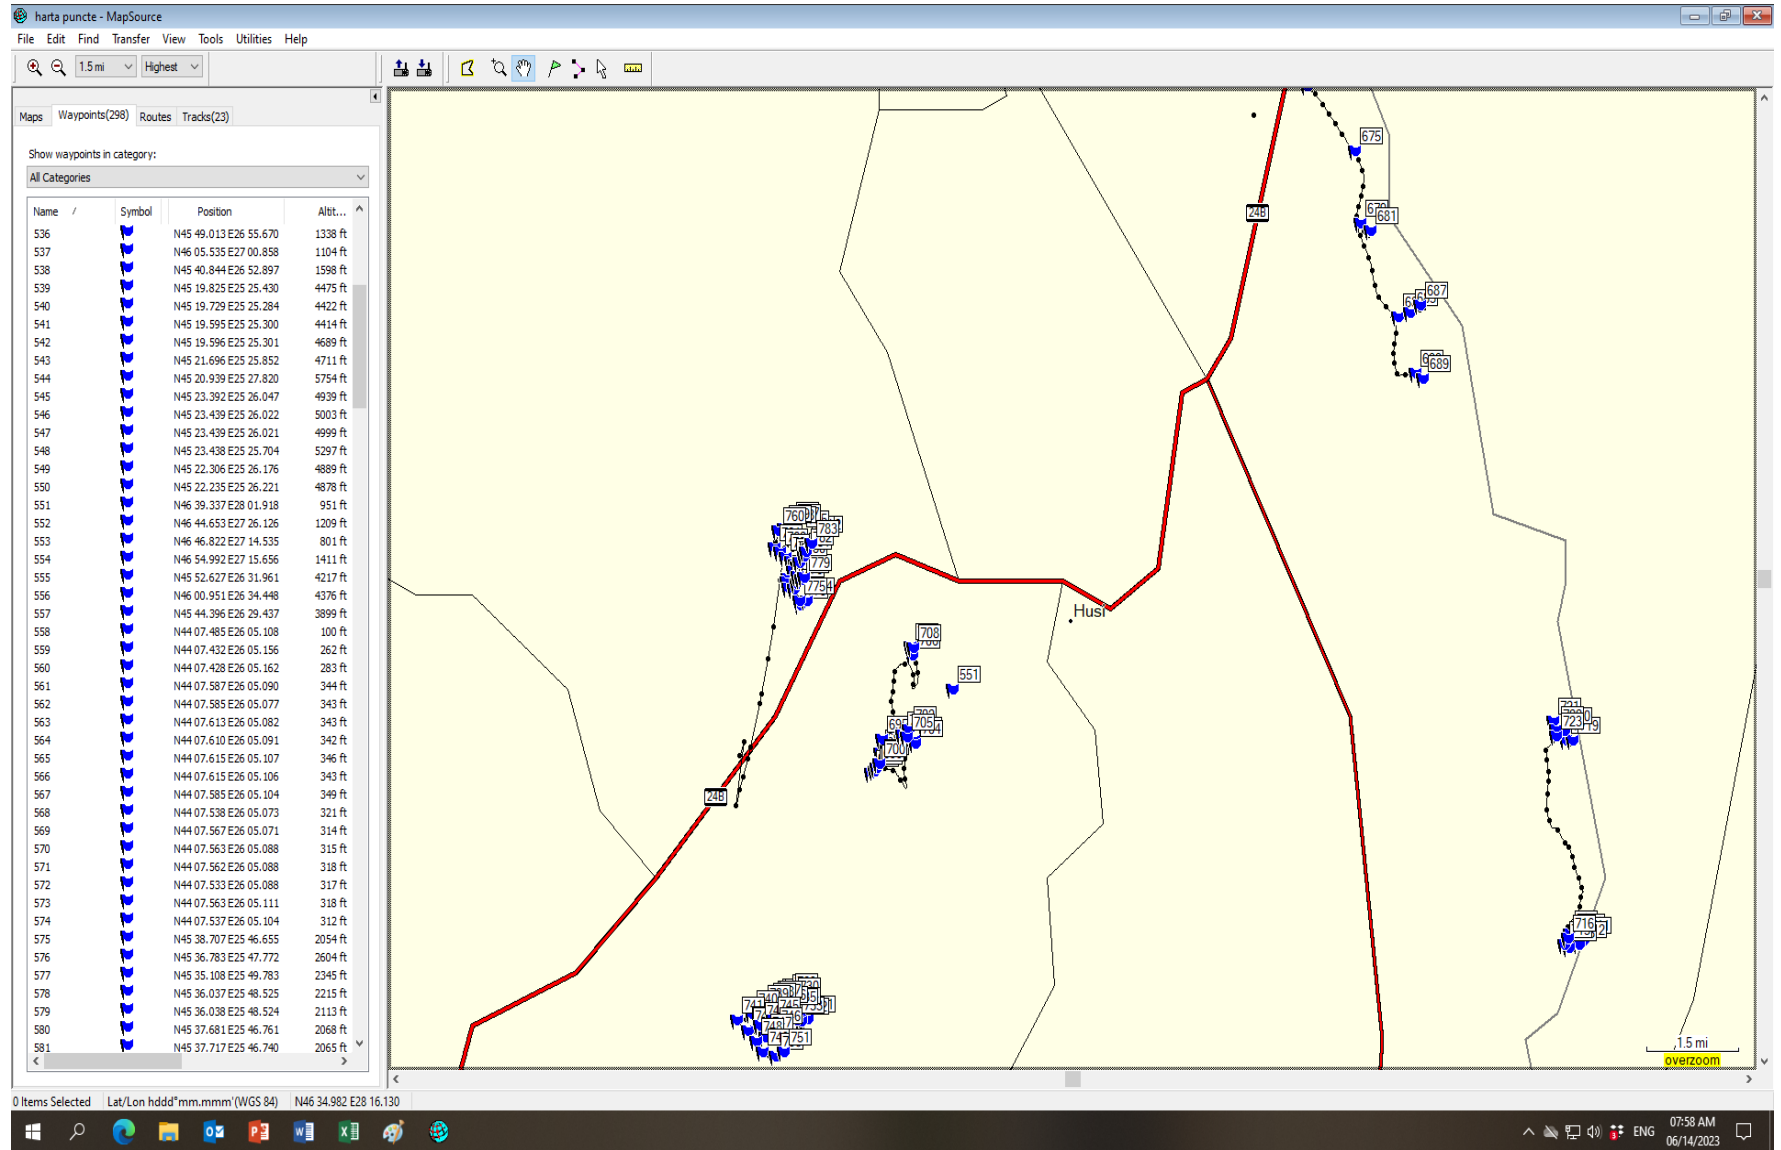 harta puncte - MapSource
File Edit Find Transfer View Tools Utilities Help
1.5 mi Highest
Maps Waypoints(298) Routes Tracks(23)
Show waypoints in category:
All Categories
Name / Symbol Position Altit...
536 N45 49.013 E26 55.670 1338 ft
537 N46 05.535 E27 00.858 1104 ft
538 N45 40.844 E26 52.897 1598 ft
539 N45 19.825 E25 25.430 4475 ft
540 N45 19.729 E25 25.284 4422 ft
541 N45 19.595 E25 25.300 4414 ft
542 N45 19.596 E25 25.301 4689 ft
543 N45 21.696 E25 25.852 4711 ft
544 N45 20.939 E25 27.820 5754 ft
545 N45 23.392 E25 26.047 4939 ft
546 N45 23.439 E25 26.022 5003 ft
547 N45 23.439 E25 26.021 4999 ft
548 N45 23.438 E25 25.704 5297 ft
549 N45 22.306 E25 26.176 4889 ft
550 N45 22.235 E25 26.221 4878 ft
551 N46 39.337 E28 01.918 951 ft
552 N46 44.653 E27 26.126 1209 ft
553 N46 46.822 E27 14.535 801 ft
554 N46 54.992 E27 15.656 1411 ft
555 N45 52.627 E26 31.961 4217 ft
556 N46 00.951 E26 34.448 4376 ft
557 N45 44.396 E26 29.437 3899 ft
558 N44 07.485 E26 05.108 100 ft
559 N44 07.432 E26 05.156 262 ft
560 N44 07.428 E26 05.162 283 ft
561 N44 07.587 E26 05.090 344 ft
562 N44 07.585 E26 05.077 343 ft
563 N44 07.613 E26 05.082 343 ft
564 N44 07.610 E26 05.091 342 ft
565 N44 07.615 E26 05.107 346 ft
566 N44 07.615 E26 05.106 343 ft
567 N44 07.585 E26 05.104 349 ft
568 N44 07.538 E26 05.073 321 ft
569 N44 07.567 E26 05.071 314 ft
570 N44 07.563 E26 05.088 315 ft
571 N44 07.562 E26 05.088 318 ft
572 N44 07.533 E26 05.088 317 ft
573 N44 07.563 E26 05.111 318 ft
574 N44 07.537 E26 05.104 312 ft
575 N45 38.707 E25 46.655 2054 ft
576 N45 36.783 E25 47.772 2604 ft
577 N45 35.108 E25 49.783 2345 ft
578 N45 36.037 E25 48.525 2215 ft
579 N45 36.038 E25 48.524 2113 ft
580 N45 37.681 E25 46.761 2068 ft
581 N45 37.717 E25 46.740 2065 ft
675
24B
681
687
689
760
783
779
775
Husi
708
551
705
700
721
723
24B
716
748
751
1.5 mi
overzoom
0 Items Selected Lat/Lon hddd°mm.mmm'(WGS 84) N46 34.982 E28 16.130
ENG
07:58 AM
06/14/2023